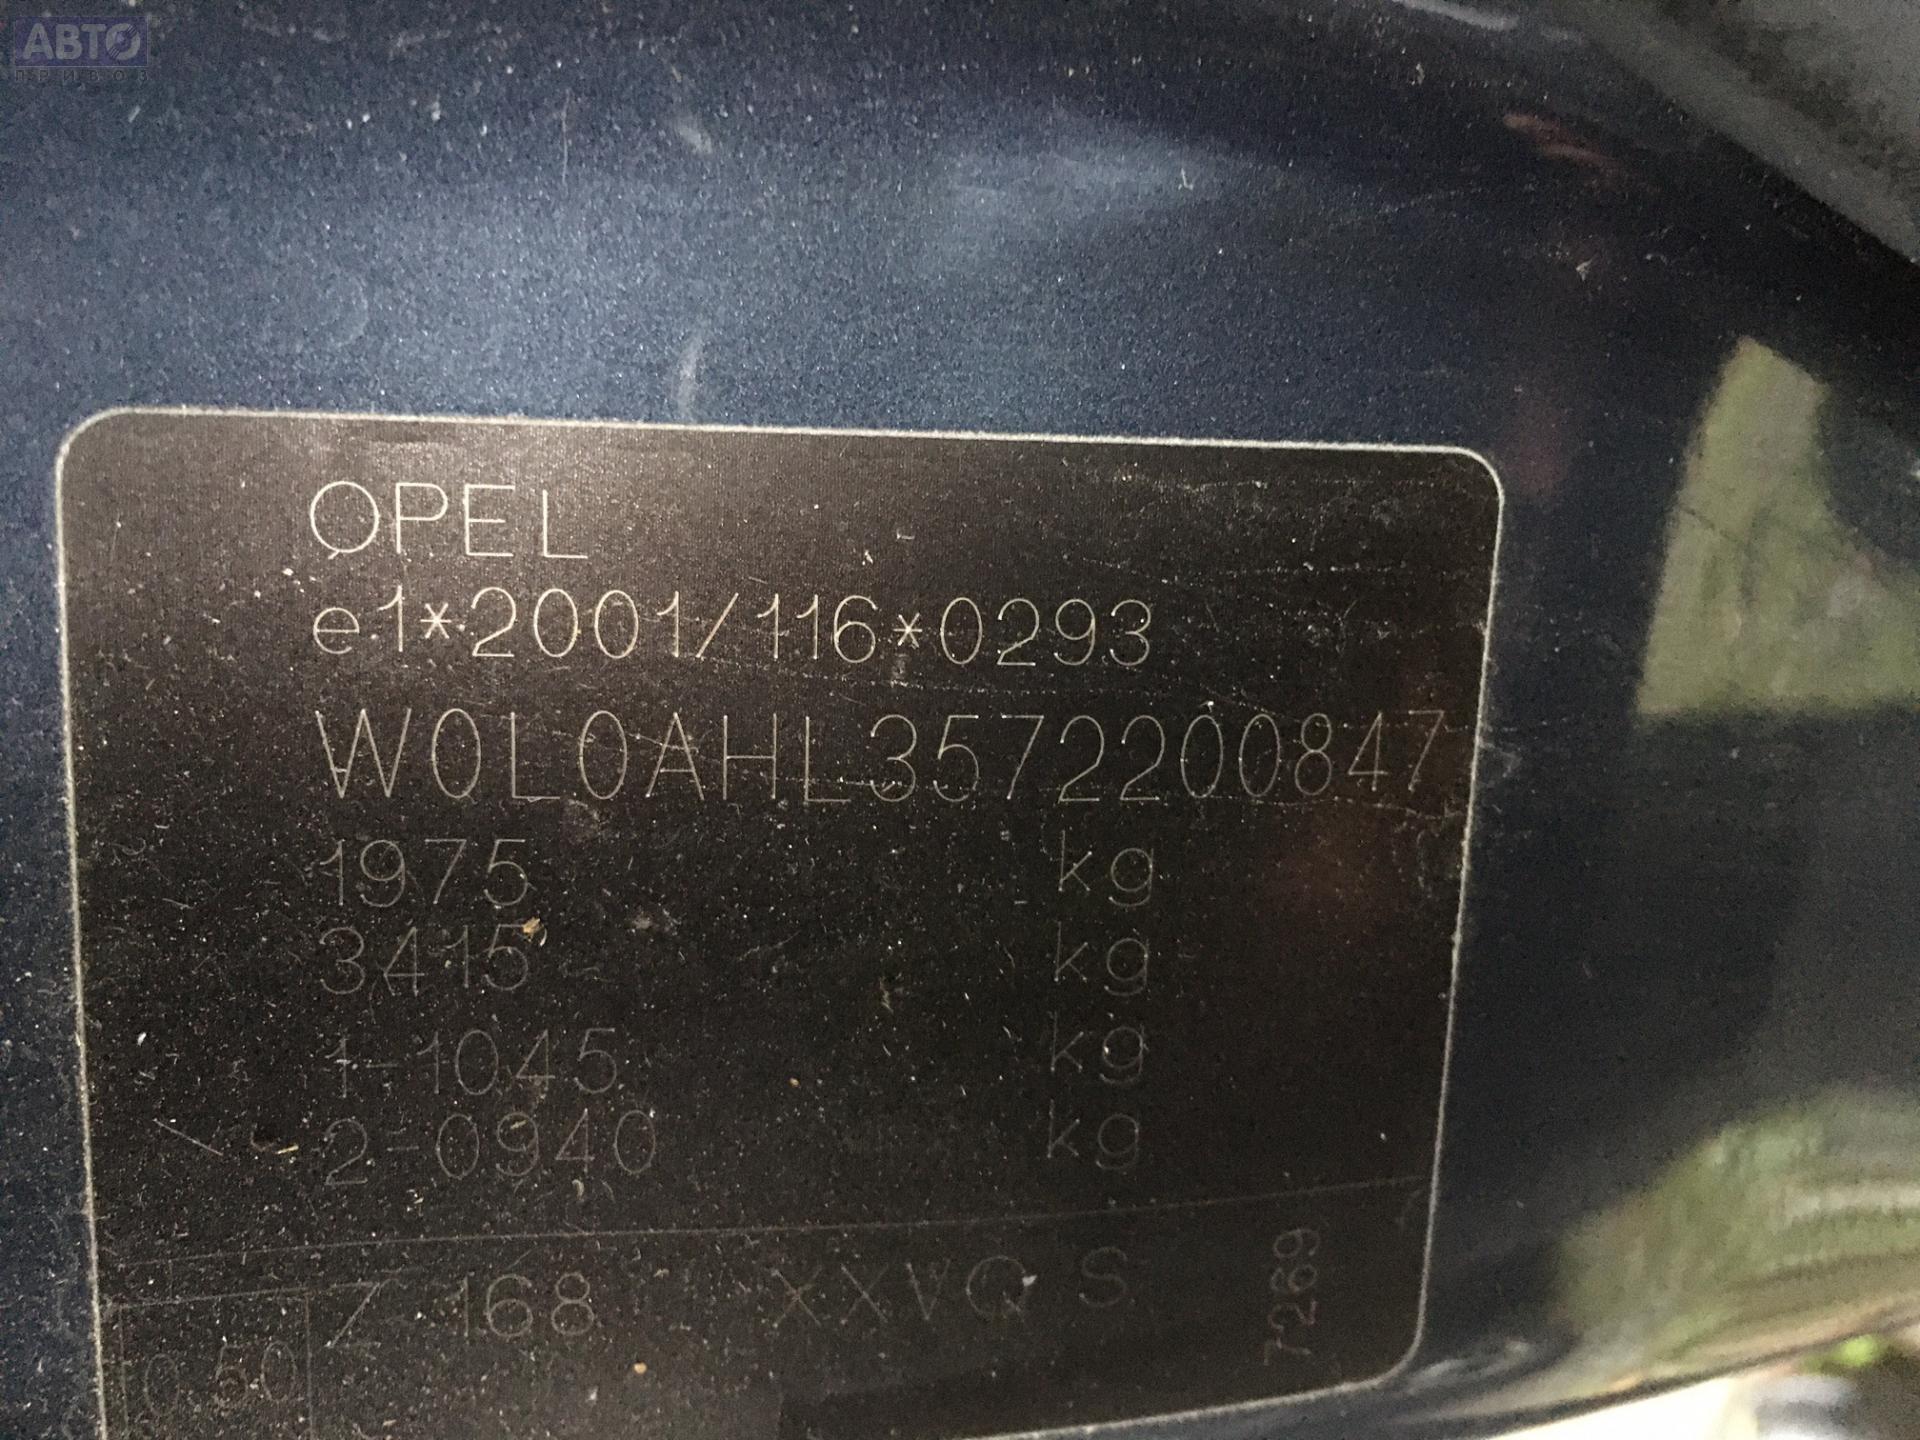 АВТО
ПРИВОЗ
OPEL
e1*2001/116*0293
W0L0AHL3572200847
1975 kg
3415 kg
1-1045 kg
2-0940 kg
Z 168 XXVQ S 7269
0.50